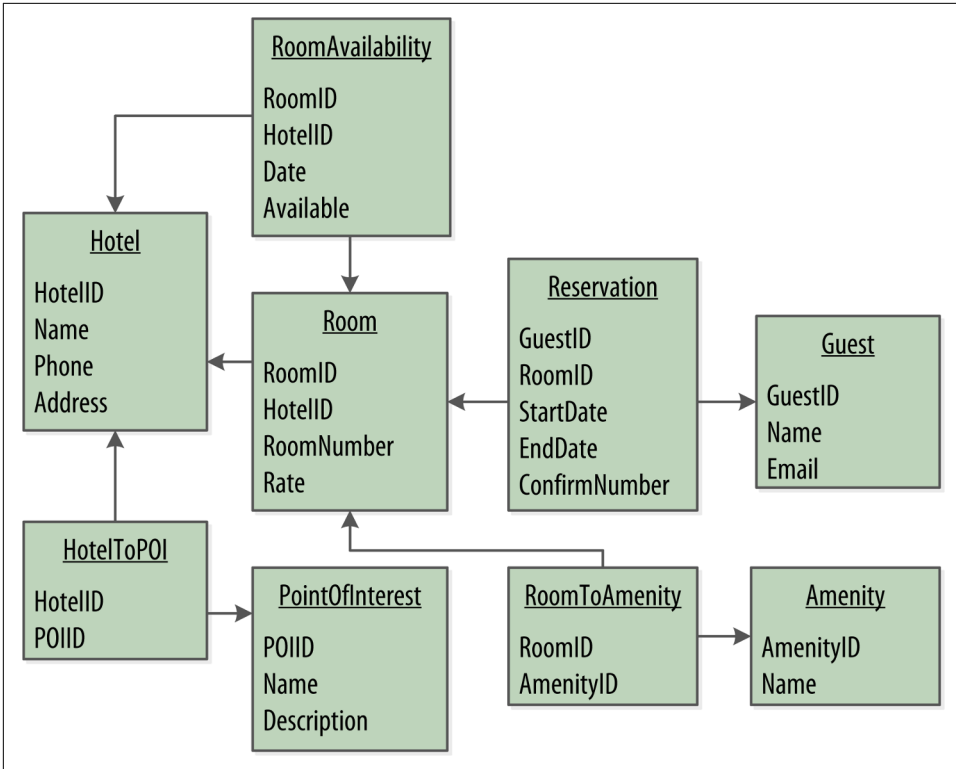 RoomAvailability
RoomID
HotelID
Date
Available
Hotel
HotelID
Name
Phone
Address
Room
RoomID
HotelID
RoomNumber
Rate
Reservation
GuestID
RoomID
StartDate
EndDate
ConfirmNumber
Guest
GuestID
Name
Email
HotelToPOI
HotelID
POIID
PointOfInterest
POIID
Name
Description
RoomToAmenity
RoomID
AmenityID
Amenity
AmenityID
Name